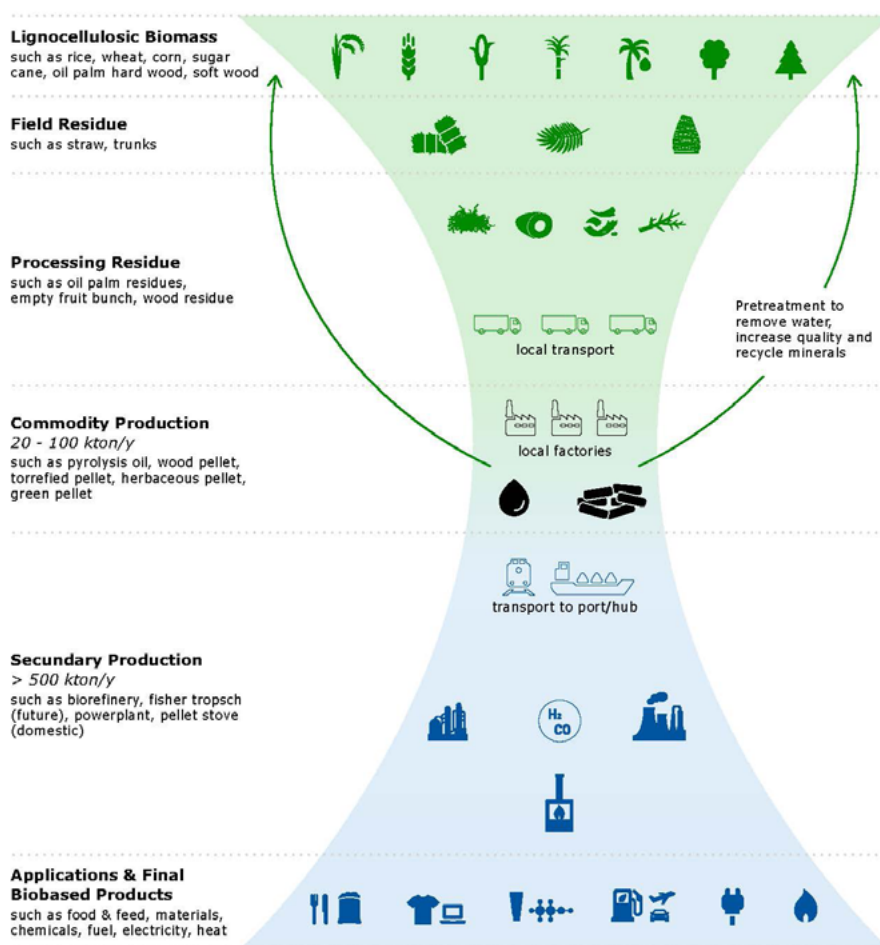 Lignocellulosic Biomass
such as rice, wheat, corn, sugar
cane, oil palm hard wood, soft wood
Field Residue
such as straw, trunks
Processing Residue
such as oil palm residues,
empty fruit bunch, wood residue
Pretreatment to
remove water,
increase quality and
recycle minerals
local transport
Commodity Production
20 - 100 kton/y
such as pyrolysis oil, wood pellet,
torrefied pellet, herbaceous pellet,
green pellet
local factories
transport to port/hub
Secundary Production
> 500 kton/y
such as biorefinery, fisher tropsch
(future), powerplant, pellet stove
(domestic)
H₂
CO
Applications & Final
Biobased Products
such as food & feed, materials,
chemicals, fuel, electricity, heat